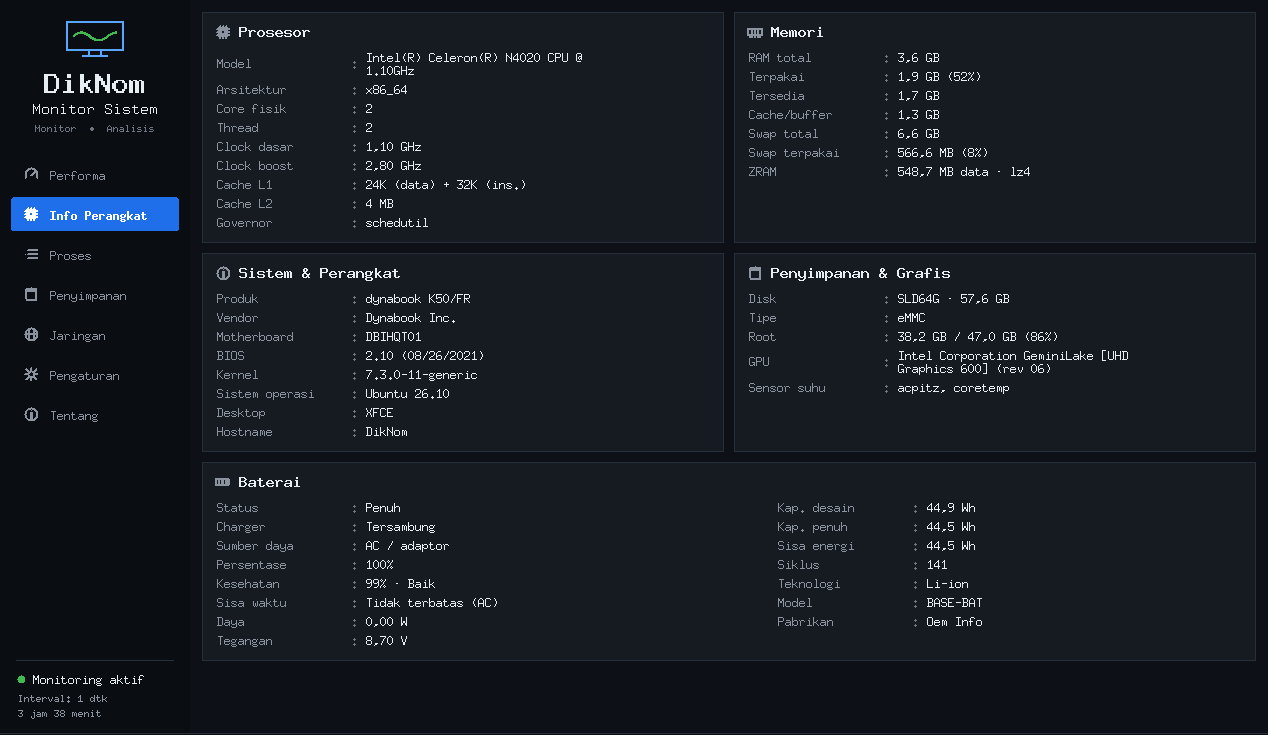 DikNom
Monitor Sistem
Monitor • Analisis
Performa
Info Perangkat
Proses
Penyimpanan
Jaringan
Pengaturan
Tentang
Monitoring aktif
Interval: 1 dtk
3 jam 38 menit
Prosesor
Model : Intel(R) Celeron(R) N4020 CPU @
1.10GHz
Arsitektur : x86_64
Core fisik : 2
Thread : 2
Clock dasar : 1,10 GHz
Clock boost : 2,80 GHz
Cache L1 : 24K (data) + 32K (ins.)
Cache L2 : 4 MB
Governor : schedutil
Memori
RAM total : 3,6 GB
Terpakai : 1,9 GB (52%)
Tersedia : 1,7 GB
Cache/buffer : 1,3 GB
Swap total : 6,6 GB
Swap terpakai : 566,6 MB (8%)
ZRAM : 548,7 MB data · lz4
Sistem & Perangkat
Produk : dynabook K50/FR
Vendor : Dynabook Inc.
Motherboard : DBIHQT01
BIOS : 2.10 (08/26/2021)
Kernel : 7.3.0-11-generic
Sistem operasi : Ubuntu 26.10
Desktop : XFCE
Hostname : DikNom
Penyimpanan & Grafis
Disk : SLD64G · 57,6 GB
Tipe : eMMC
Root : 38,2 GB / 47,0 GB (86%)
GPU : Intel Corporation GeminiLake [UHD
Graphics 600] (rev 06)
Sensor suhu : acpitz, coretemp
Baterai
Status : Penuh
Charger : Tersambung
Sumber daya : AC / adaptor
Persentase : 100%
Kesehatan : 99% · Baik
Sisa waktu : Tidak terbatas (AC)
Daya : 0,00 W
Tegangan : 8,70 V
Kap. desain : 44,9 Wh
Kap. penuh : 44,5 Wh
Sisa energi : 44,5 Wh
Siklus : 141
Teknologi : Li-ion
Model : BASE-BAT
Pabrikan : Oem Info